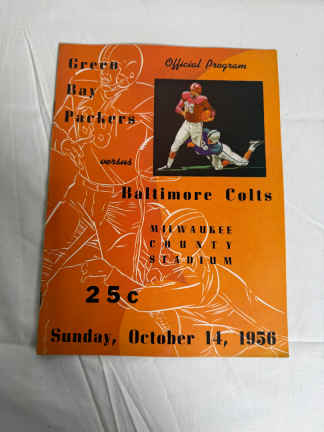 Green
Bay
Packers
Official Program
versus
Baltimore Colts
MILWAUKEE
COUNTY
STADIUM
25c
Sunday, October 14, 1956